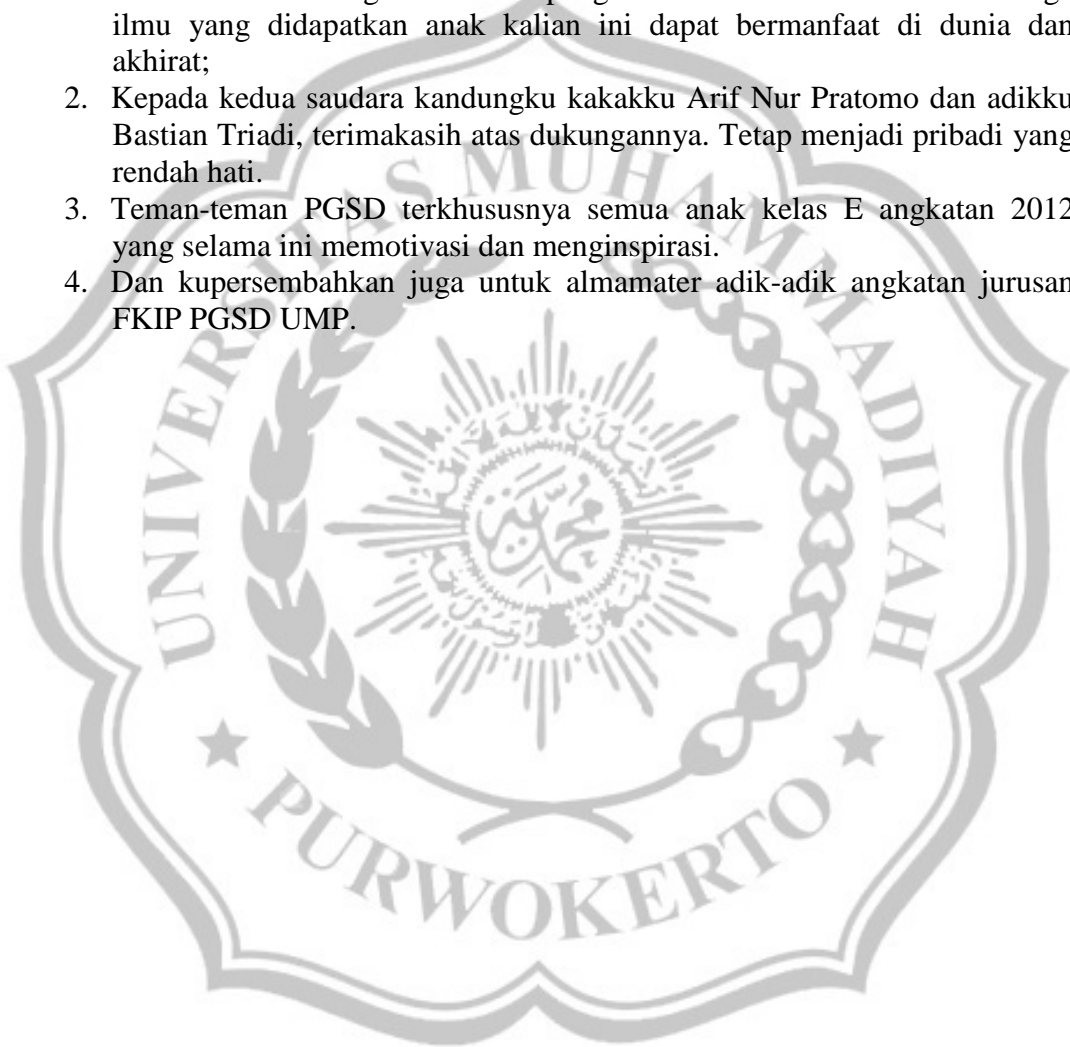 ilmu yang didapatkan anak kalian ini dapat bermanfaat di dunia dan
akhirat;
2. Kepada kedua saudara kandungku kakakku Arif Nur Pratomo dan adikku
Bastian Triadi, terimakasih atas dukungannya. Tetap menjadi pribadi yang
rendah hati.
3. Teman-teman PGSD terkhususnya semua anak kelas E angkatan 2012
yang selama ini memotivasi dan menginspirasi.
4. Dan kupersembahkan juga untuk almamater adik-adik angkatan jurusan
FKIP PGSD UMP.
UNIVERSITAS MUHAMMADIYAH
PURWOKERTO
محمدية